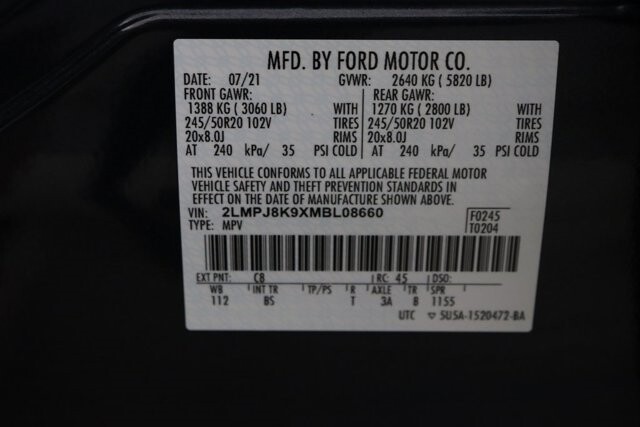 MFD. BY FORD MOTOR CO.
DATE: 07/21 GVWR: 2640 KG ( 5820 LB)
FRONT GAWR: REAR GAWR:
1388 KG ( 3060 LB) WITH 1270 KG ( 2800 LB) WITH
245/50R20 102V TIRES 245/50R20 102V TIRES
20x8.0J RIMS 20x8.0J RIMS
AT 240 kPa/ 35 PSI COLD AT 240 kPa/ 35 PSI COLD
THIS VEHICLE CONFORMS TO ALL APPLICABLE FEDERAL MOTOR
VEHICLE SAFETY AND THEFT PREVENTION STANDARDS IN
EFFECT ON THE DATE OF MANUFACTURE SHOWN ABOVE.
VIN: 2LMPJ8K9XMBL08660 F0245
TYPE: MPV T0204
EXT PNT: C8 RC: 45 DSO:
WB INT TR TP/PS R AXLE TR SPR
112 BS T 3A B 1155
UTC 5USA-1520472-BA